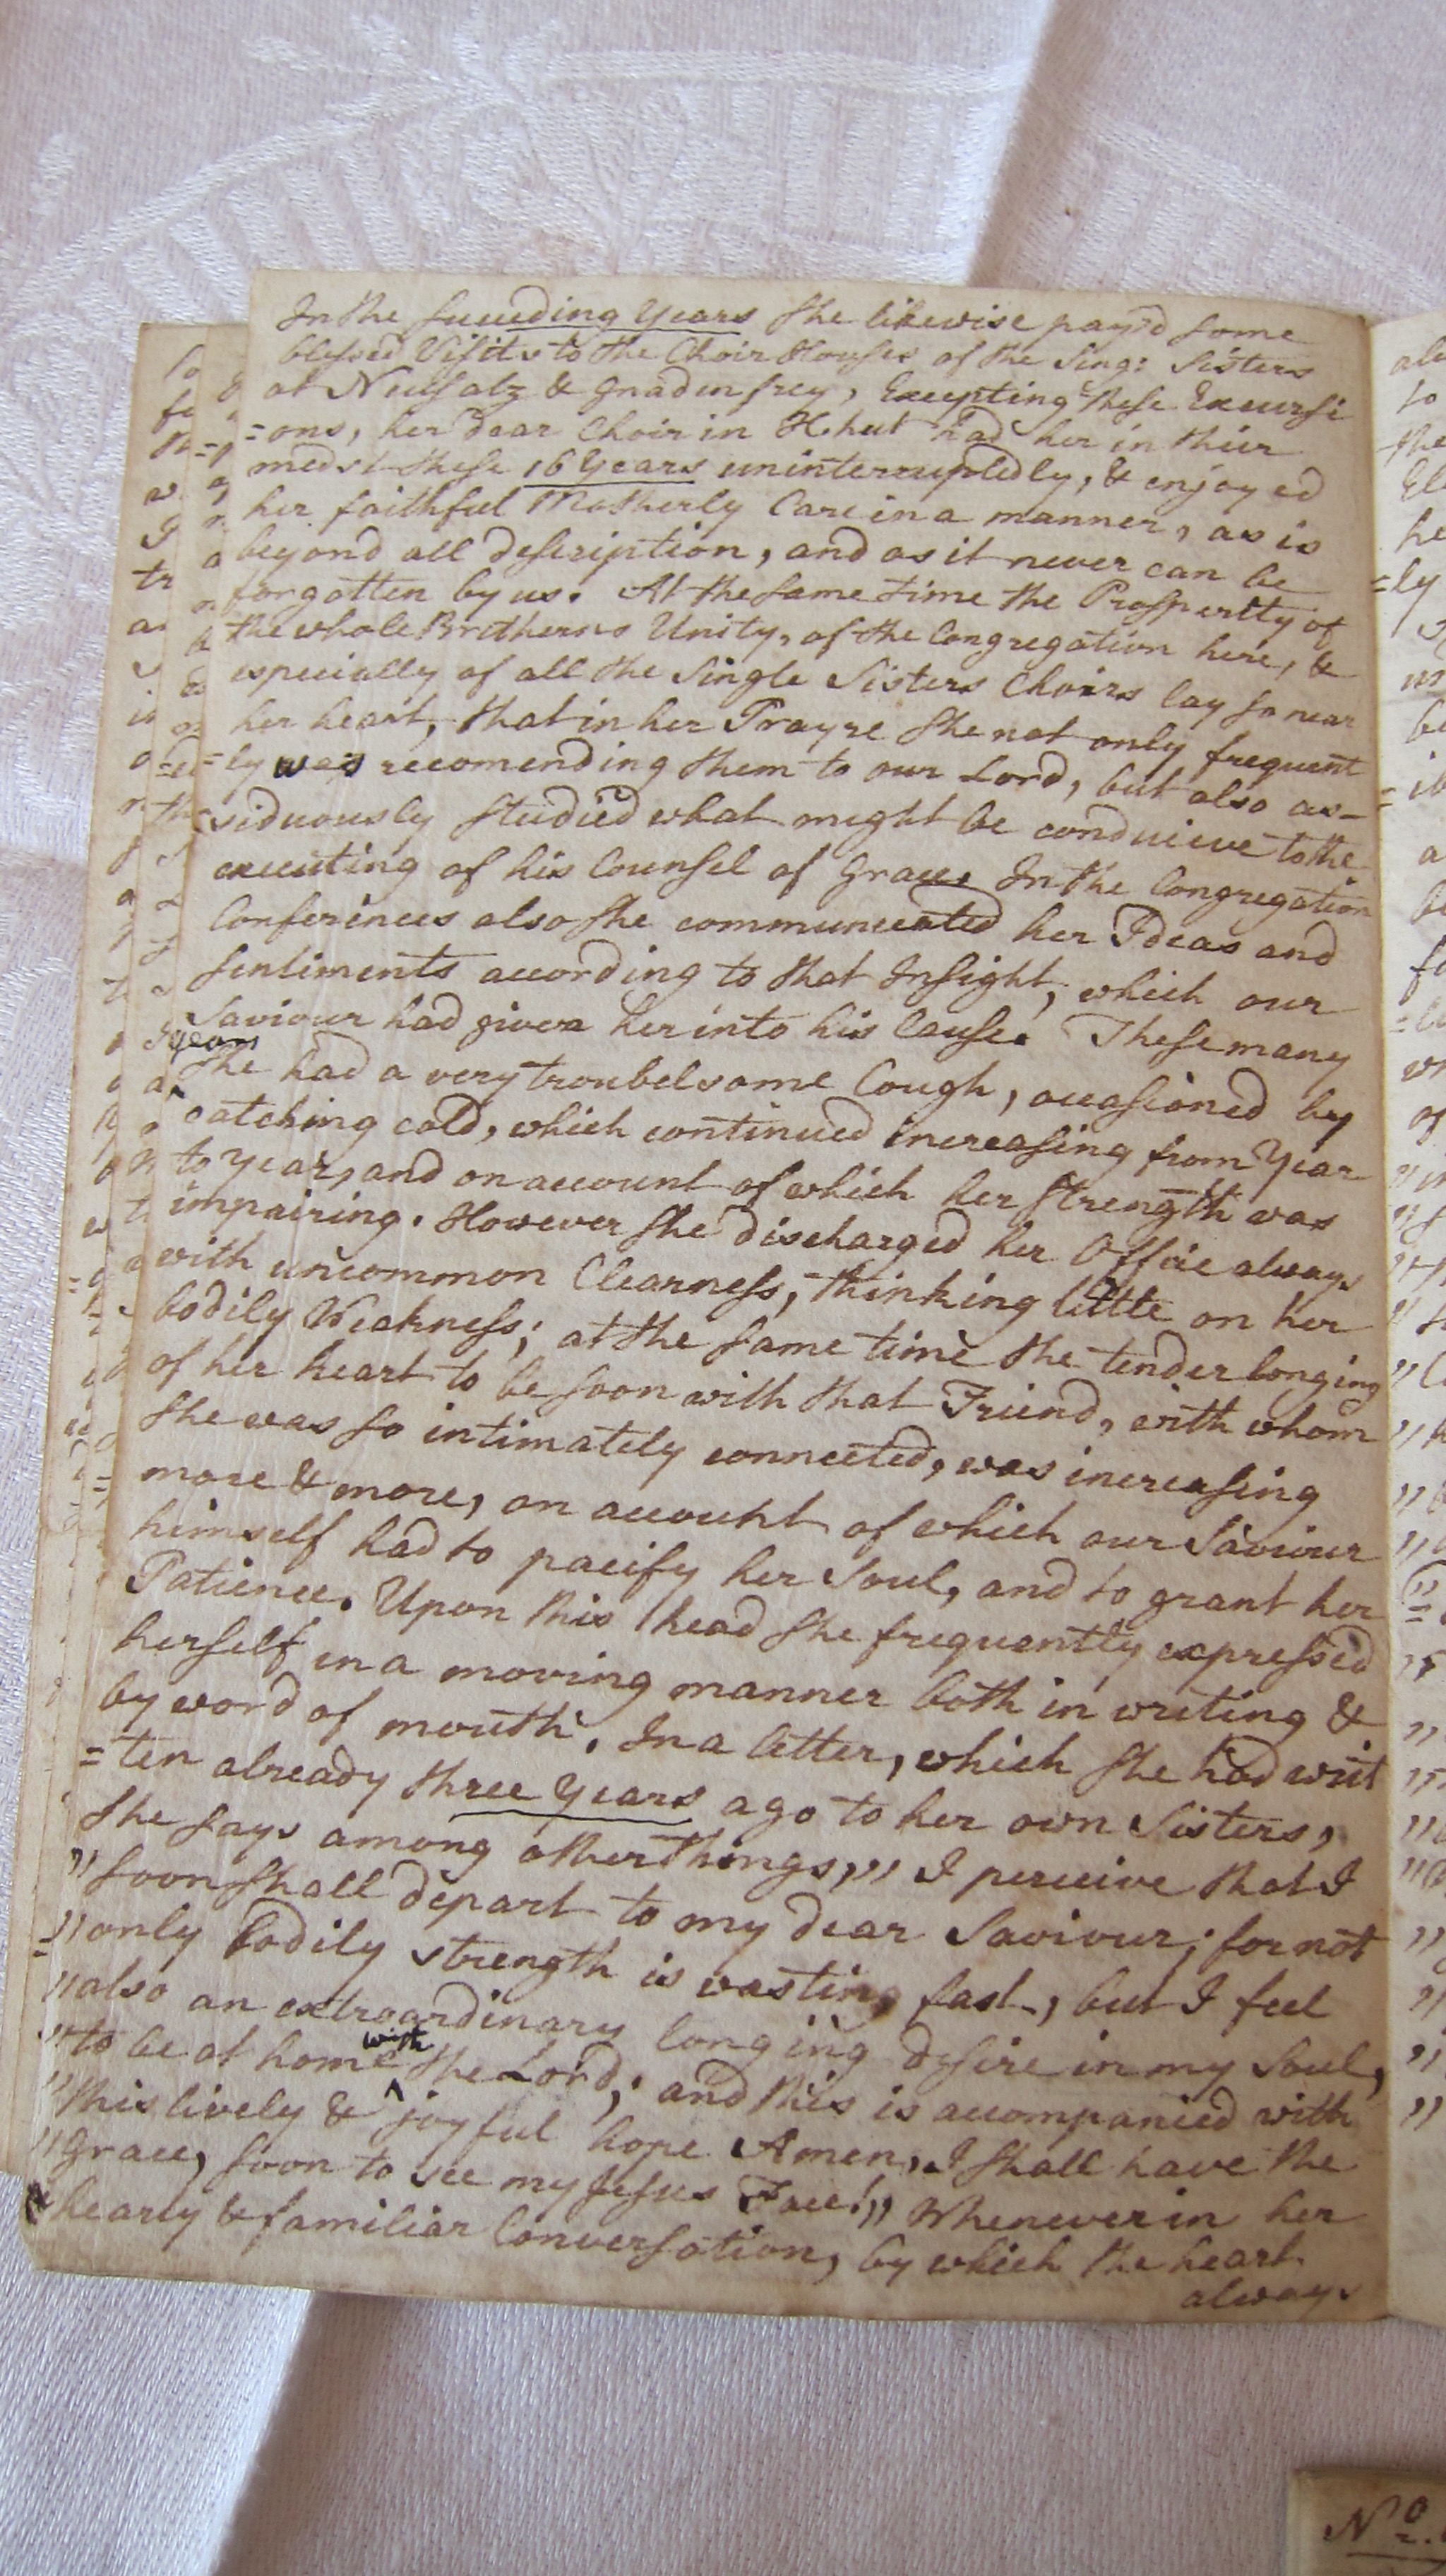 In the succeeding Years she likewise pay'd some
blessed Visits to the Choir Houses of the Sing: Sisters
at Neusalz & Gnadenfrey, Excepting these Excursi
=ons, her dear Choir in H.hut had her in their
medst these 16 Years uninterruptedly, & enjoyed
her faithful Motherly Care in a manner, as is
beyond all description, and as it never can be
forgotten by us. At the same time the Prosperity of
the whole Brethern's Unity, of the Congregation here, &
especially of all the Single Sisters Choirs lay so near
her heart, that in her Prayre she not only frequent
=ly was recomending them to our Lord, but also as-
siduously studied what might be conducive to the
executing of his Counsel of Grace. In the Congregation
Conferences also she communicated her Ideas and
sentiments according to that Insight, which our
Saviour had given her into his Cause. These many
years
she had a very troubelsome Cough, occasioned by
catching cold, which continued increasing from Year
to Year, and on account of which her strength was
impairing. However she discharged her Office always
with uncommon Clearness, thinking little on her
bodily Weakness; at the same time the tender longing
of her heart to be soon with that Friend, with whom
she was so intimately connected, was increasing
more & more, on account of which our Saviour
himself had to pacify her Soul, and to grant her
Patience. Upon this head she frequently expressed
herself in a moving manner both in writing &
by word of mouth. In a letter, which she had writ
=ten already three Years ago to her own Sisters,
she says among other things,,, I perceive that I
,,soon shall depart to my dear Saviour; for not
,,only bodily strength is wasting fast, but I feel
,,also an extroardinary longing desire in my Soul,
with
,,to be at home ^ the Lord; and this is accompanied with
,,this lively & joyful hope Amen, I shall have the
,,Grace, soon to see my Jesus Face!,, Whenever in her
hearty & familiar Conversation, by which the heart
always
No.